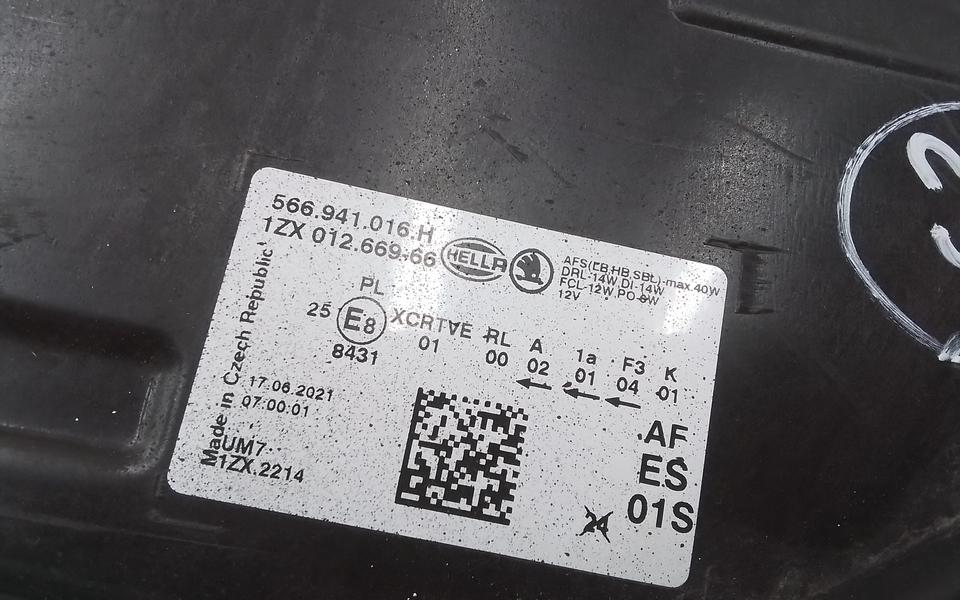 566.941.016.H
1ZX 012.669-66
HELLA
AFS(LB,HB,SBL)-max.40W
DRL-14W,DI-14W
FCL-12W,PO-8W
12V
PL
25 E8 XCRTVE RL A 1a F3 K
8431 01 00 02 01 04 01
Made in Czech Republic
17.06.2021
07:00:01
UM7
1ZX.2214
AF
ES
01S
24